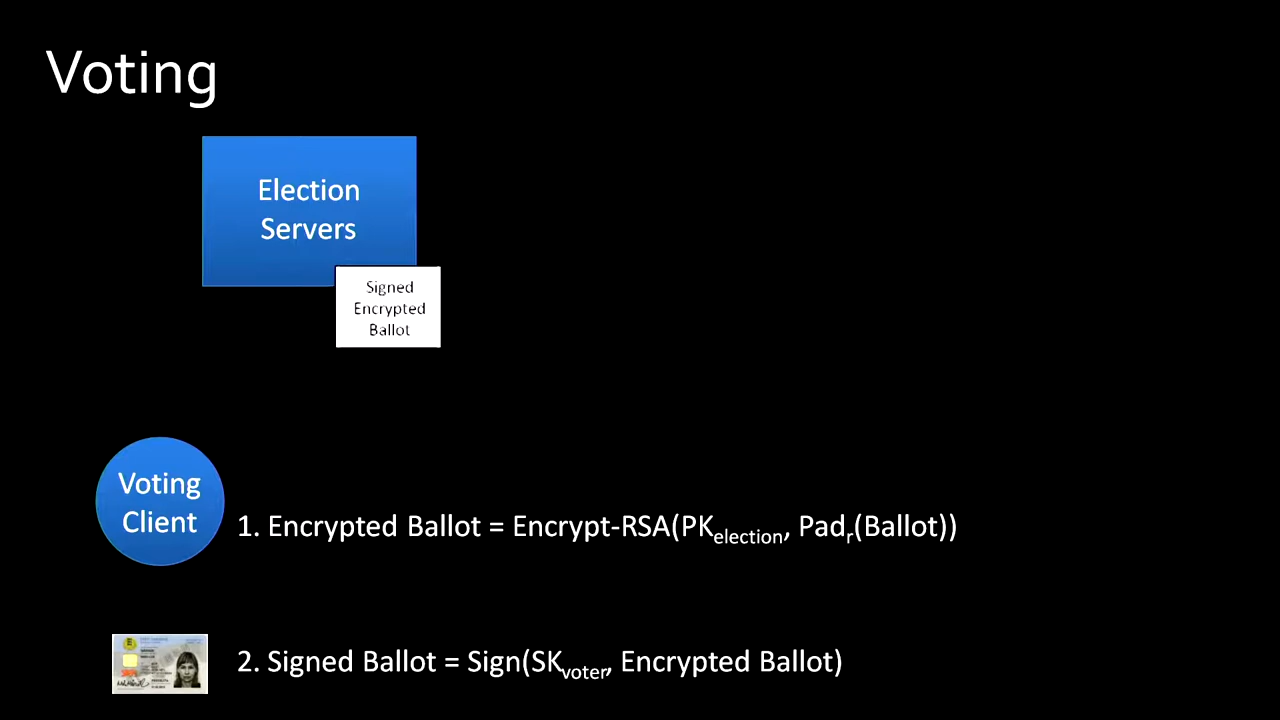 Voting
Election
Servers
Signed
Encrypted
Ballot
Voting
Client
1. Encrypted Ballot = Encrypt-RSA(PKelection, Padr(Ballot))
2. Signed Ballot = Sign(SKvoter, Encrypted Ballot)